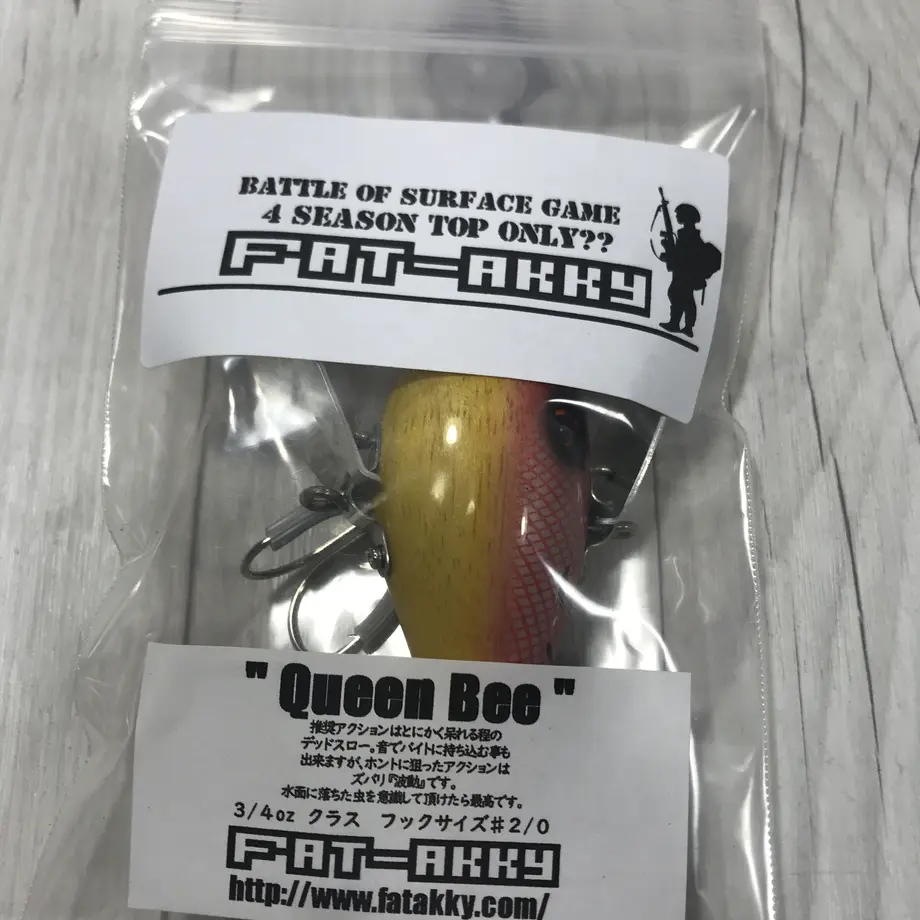 BATTLE OF SURFACE GAME
4 SEASON TOP ONLY??
FAT-AKKY
" Queen Bee "
推奨アクションはとにかく呆れる程の
デッドスロー。音でバイトに持ち込む事も
出来ますが、ホントに狙ったアクションは
ズバリ『波動』です。
水面に落ちた虫を意識して頂けたら最高です。
3/4oz クラス フックサイズ♯2/0
FAT-AKKY
http://www.fatakky.com/